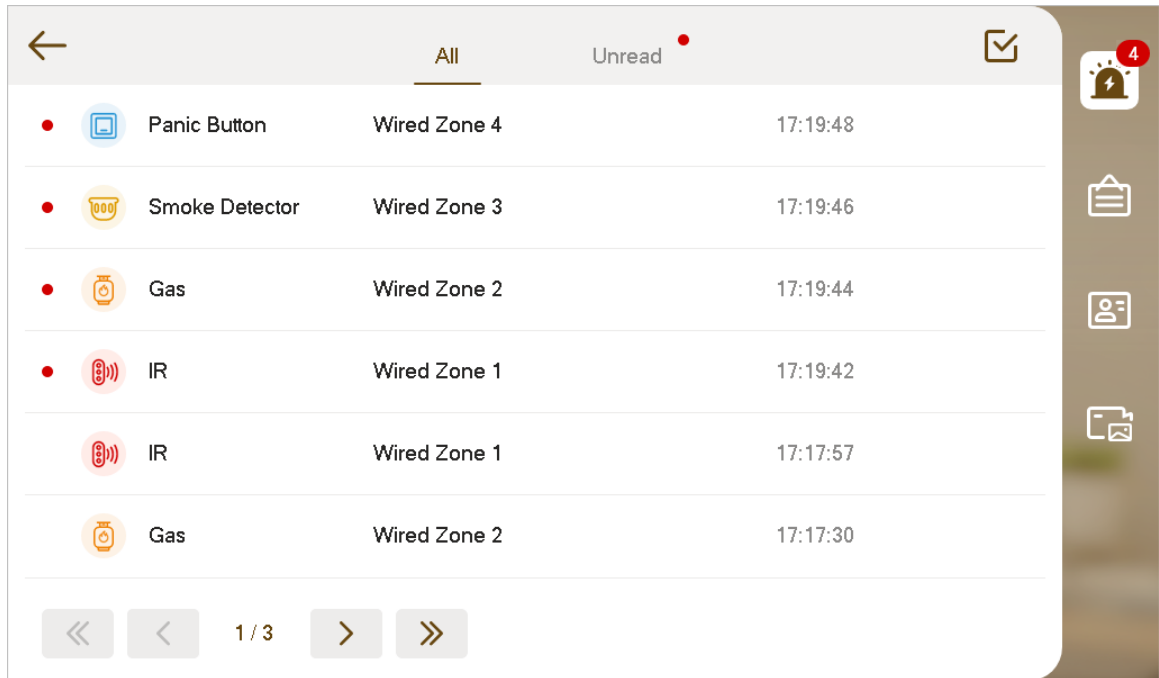 All Unread
4
Panic Button Wired Zone 4 17:19:48
Smoke Detector Wired Zone 3 17:19:46
Gas Wired Zone 2 17:19:44
IR Wired Zone 1 17:19:42
IR Wired Zone 1 17:17:57
Gas Wired Zone 2 17:17:30
1 / 3